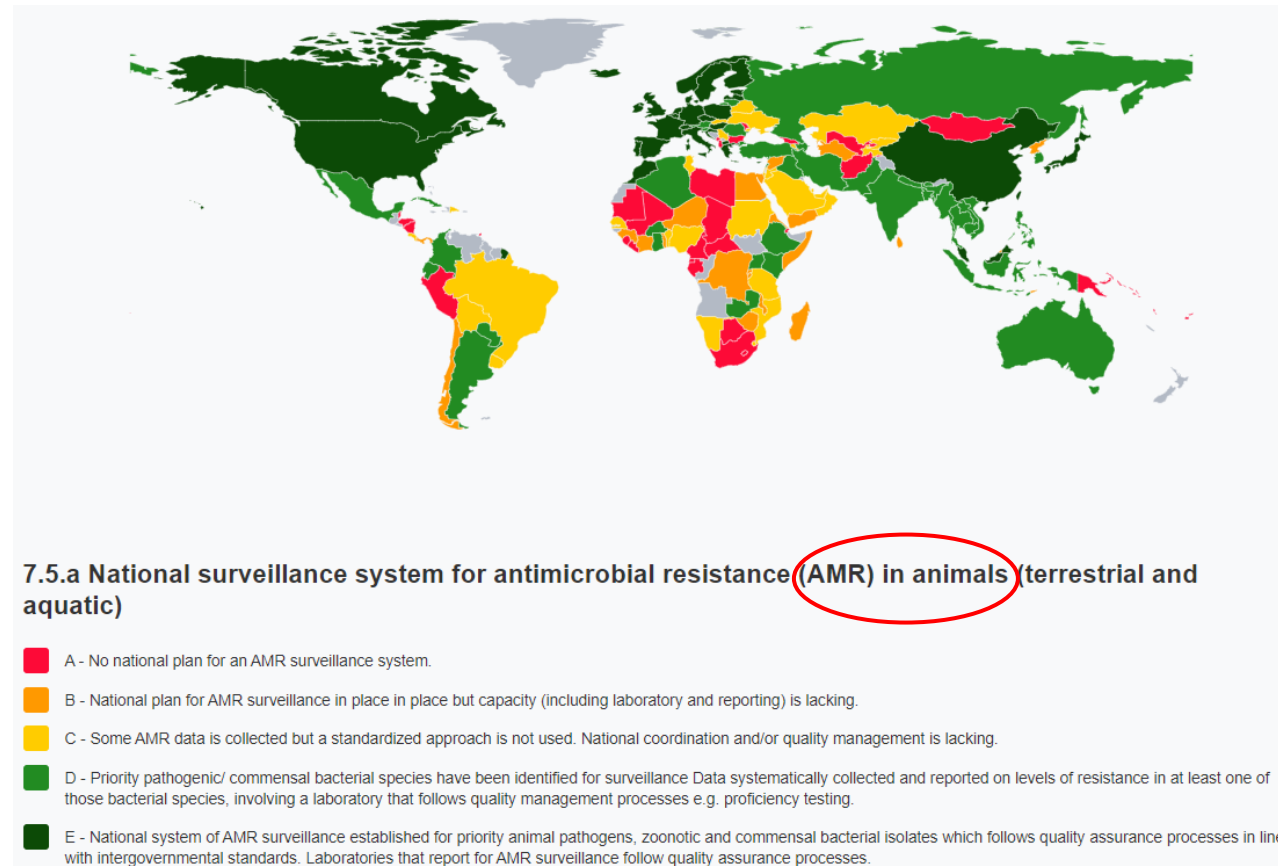 7.5.a National surveillance system for antimicrobial resistance (AMR) in animals (terrestrial and
aquatic)
A - No national plan for an AMR surveillance system.
B - National plan for AMR surveillance in place in place but capacity (including laboratory and reporting) is lacking.
C - Some AMR data is collected but a standardized approach is not used. National coordination and/or quality management is lacking.
D - Priority pathogenic/ commensal bacterial species have been identified for surveillance Data systematically collected and reported on levels of resistance in at least one of
those bacterial species, involving a laboratory that follows quality management processes e.g. proficiency testing.
E - National system of AMR surveillance established for priority animal pathogens, zoonotic and commensal bacterial isolates which follows quality assurance processes in line
with intergovernmental standards. Laboratories that report for AMR surveillance follow quality assurance processes.